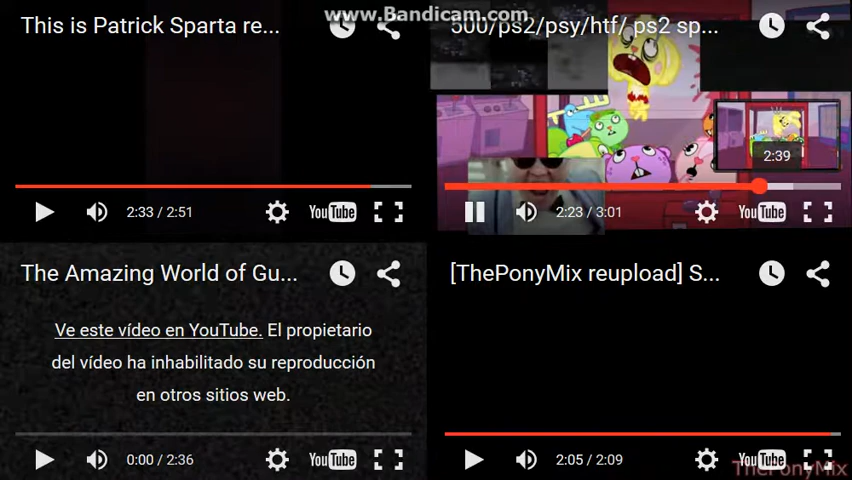 www.Bandicam.com
This is Patrick Sparta re...
500/ps2/psy/htf/ ps2 sp...
2:39
2:33 / 2:51
YouTube
2:23 / 3:01
YouTube
The Amazing World of Gu...
[ThePonyMix reupload] S...
Ve este vídeo en YouTube. El propietario
del vídeo ha inhabilitado su reproducción
en otros sitios web.
0:00 / 2:36
YouTube
2:05 / 2:09
YouTube
ThePonyMix